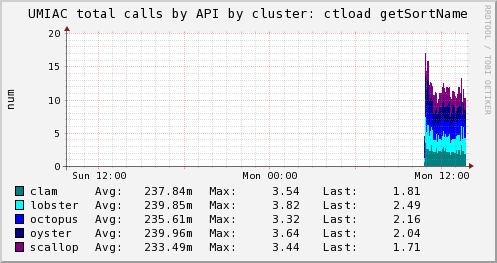 UMIAC total calls by API by cluster: ctload getSortName
RRDTOOL / TOBI OETIKER
num
20
15
10
5
0
Sun 12:00 Mon 00:00 Mon 12:00
clam Avg: 237.84m Max: 3.54 Last: 1.81
lobster Avg: 239.85m Max: 3.82 Last: 2.49
octopus Avg: 235.61m Max: 3.32 Last: 2.16
oyster Avg: 239.96m Max: 3.64 Last: 2.04
scallop Avg: 233.49m Max: 3.44 Last: 1.71